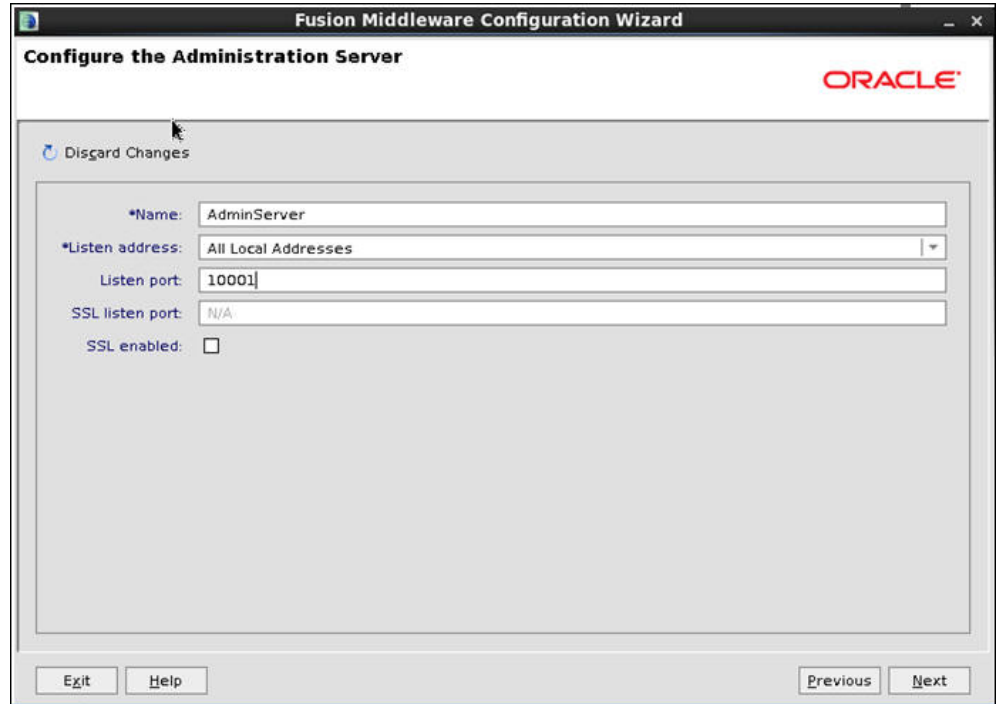 Fusion Middleware Configuration Wizard
Configure the Administration Server
ORACLE
Discard Changes
*Name: AdminServer
*Listen address: All Local Addresses
Listen port: 10001
SSL listen port: N/A
SSL enabled:
Exit Help Previous Next